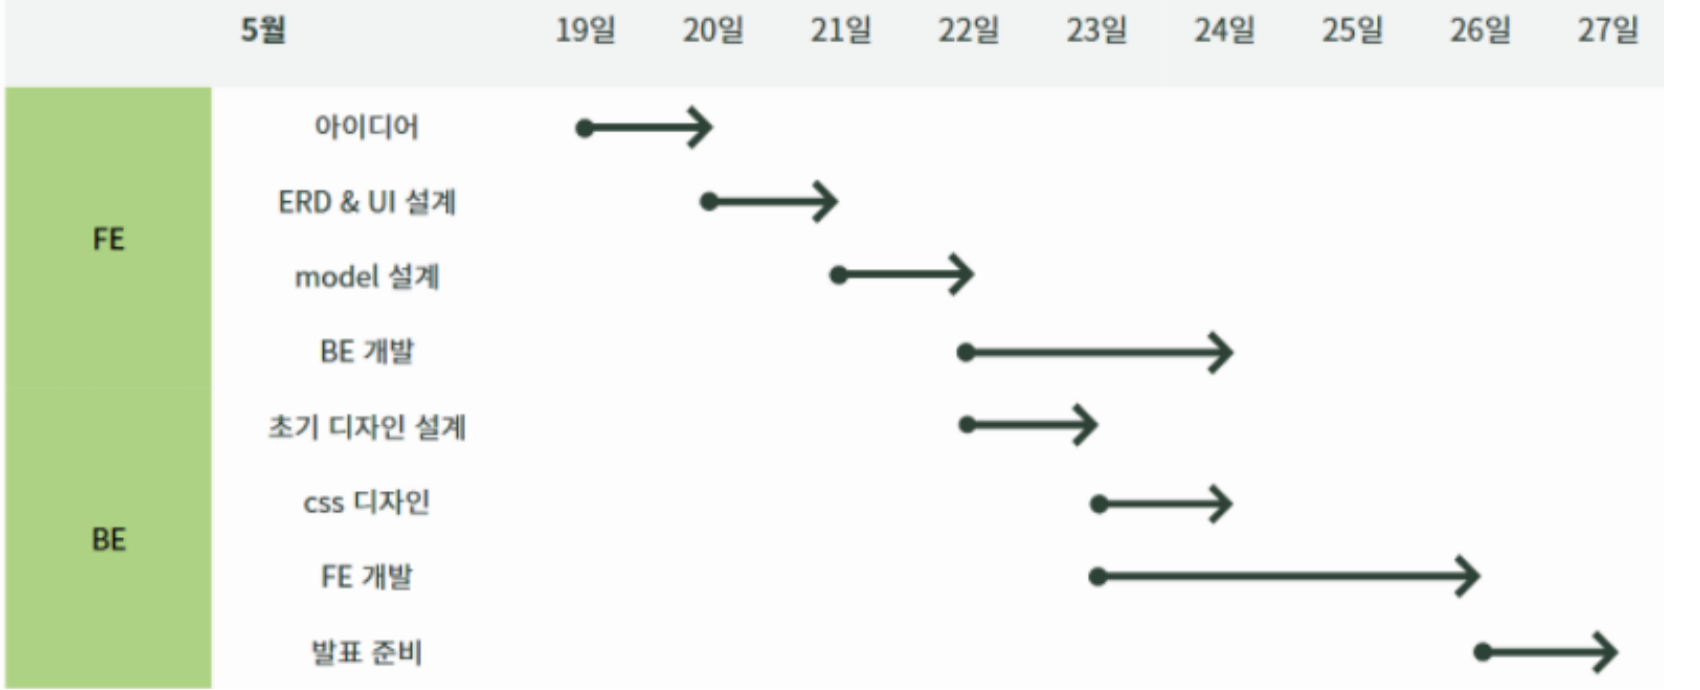 5월 19일 20일 21일 22일 23일 24일 25일 26일 27일
FE
아이디어
ERD & UI 설계
model 설계
BE 개발
BE
초기 디자인 설계
css 디자인
FE 개발
발표 준비